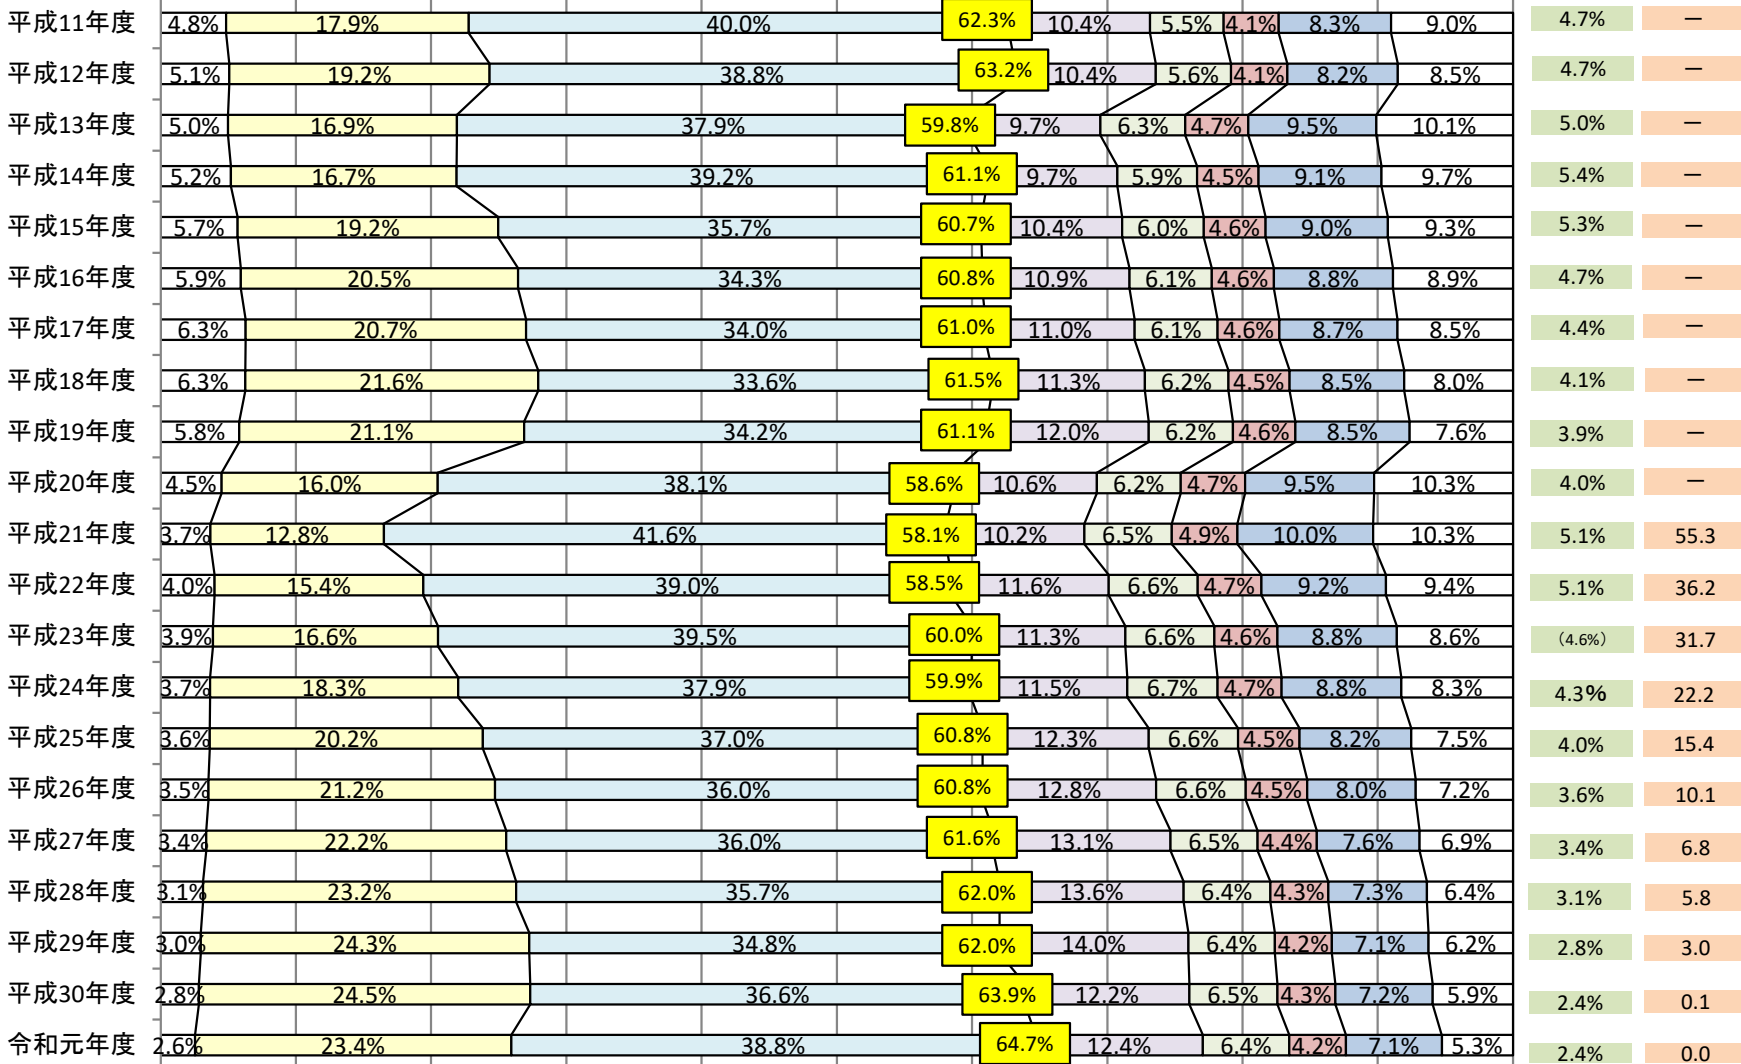 平成11年度 4.8% 17.9% 40.0% 62.3% 10.4% 5.5% 4.1% 8.3% 9.0% 4.7% —
平成12年度 5.1% 19.2% 38.8% 63.2% 10.4% 5.6% 4.1% 8.2% 8.5% 4.7% —
平成13年度 5.0% 16.9% 37.9% 59.8% 9.7% 6.3% 4.7% 9.5% 10.1% 5.0% —
平成14年度 5.2% 16.7% 39.2% 61.1% 9.7% 5.9% 4.5% 9.1% 9.7% 5.4% —
平成15年度 5.7% 19.2% 35.7% 60.7% 10.4% 6.0% 4.6% 9.0% 9.3% 5.3% —
平成16年度 5.9% 20.5% 34.3% 60.8% 10.9% 6.1% 4.6% 8.8% 8.9% 4.7% —
平成17年度 6.3% 20.7% 34.0% 61.0% 11.0% 6.1% 4.6% 8.7% 8.5% 4.4% —
平成18年度 6.3% 21.6% 33.6% 61.5% 11.3% 6.2% 4.5% 8.5% 8.0% 4.1% —
平成19年度 5.8% 21.1% 34.2% 61.1% 12.0% 6.2% 4.6% 8.5% 7.6% 3.9% —
平成20年度 4.5% 16.0% 38.1% 58.6% 10.6% 6.2% 4.7% 9.5% 10.3% 4.0% —
平成21年度 3.7% 12.8% 41.6% 58.1% 10.2% 6.5% 4.9% 10.0% 10.3% 5.1% 55.3
平成22年度 4.0% 15.4% 39.0% 58.5% 11.6% 6.6% 4.7% 9.2% 9.4% 5.1% 36.2
平成23年度 3.9% 16.6% 39.5% 60.0% 11.3% 6.6% 4.6% 8.8% 8.6% (4.6%) 31.7
平成24年度 3.7% 18.3% 37.9% 59.9% 11.5% 6.7% 4.7% 8.8% 8.3% 4.3% 22.2
平成25年度 3.6% 20.2% 37.0% 60.8% 12.3% 6.6% 4.5% 8.2% 7.5% 4.0% 15.4
平成26年度 3.5% 21.2% 36.0% 60.8% 12.8% 6.6% 4.5% 8.0% 7.2% 3.6% 10.1
平成27年度 3.4% 22.2% 36.0% 61.6% 13.1% 6.5% 4.4% 7.6% 6.9% 3.4% 6.8
平成28年度 3.1% 23.2% 35.7% 62.0% 13.6% 6.4% 4.3% 7.3% 6.4% 3.1% 5.8
平成29年度 3.0% 24.3% 34.8% 62.0% 14.0% 6.4% 4.2% 7.1% 6.2% 2.8% 3.0
平成30年度 2.8% 24.5% 36.6% 63.9% 12.2% 6.5% 4.3% 7.2% 5.9% 2.4% 0.1
令和元年度 2.6% 23.4% 38.8% 64.7% 12.4% 6.4% 4.2% 7.1% 5.3% 2.4% 0.0